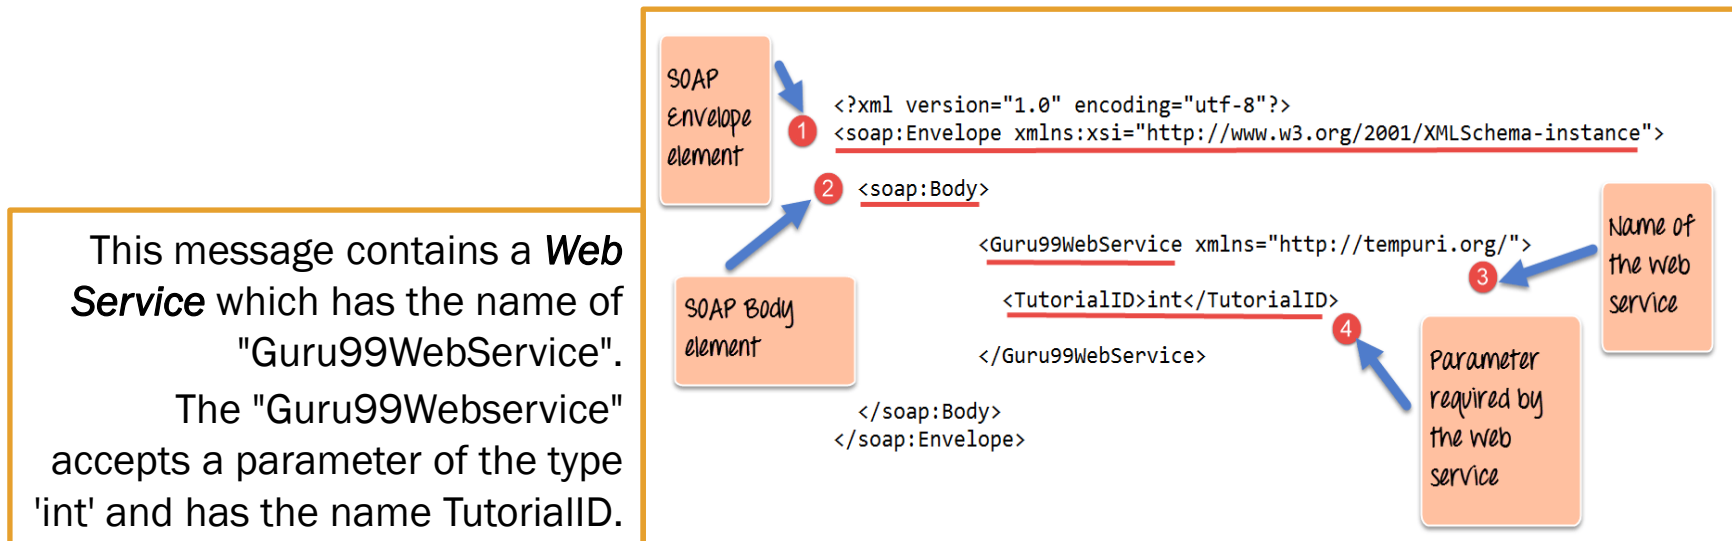 This message contains a Web
Service which has the name of
"Guru99WebService".
The "Guru99Webservice"
accepts a parameter of the type
'int' and has the name TutorialID.
SOAP
Envelope
element
<?xml version="1.0" encoding="utf-8"?>
1 <soap:Envelope xmlns:xsi="http://www.w3.org/2001/XMLSchema-instance">
2 <soap:Body>
<Guru99WebService xmlns="http://tempuri.org/">
3
<TutorialID>int</TutorialID>
4
</Guru99WebService>
</soap:Body>
</soap:Envelope>
SOAP Body
element
Name of
the web
service
Parameter
required by
the web
service